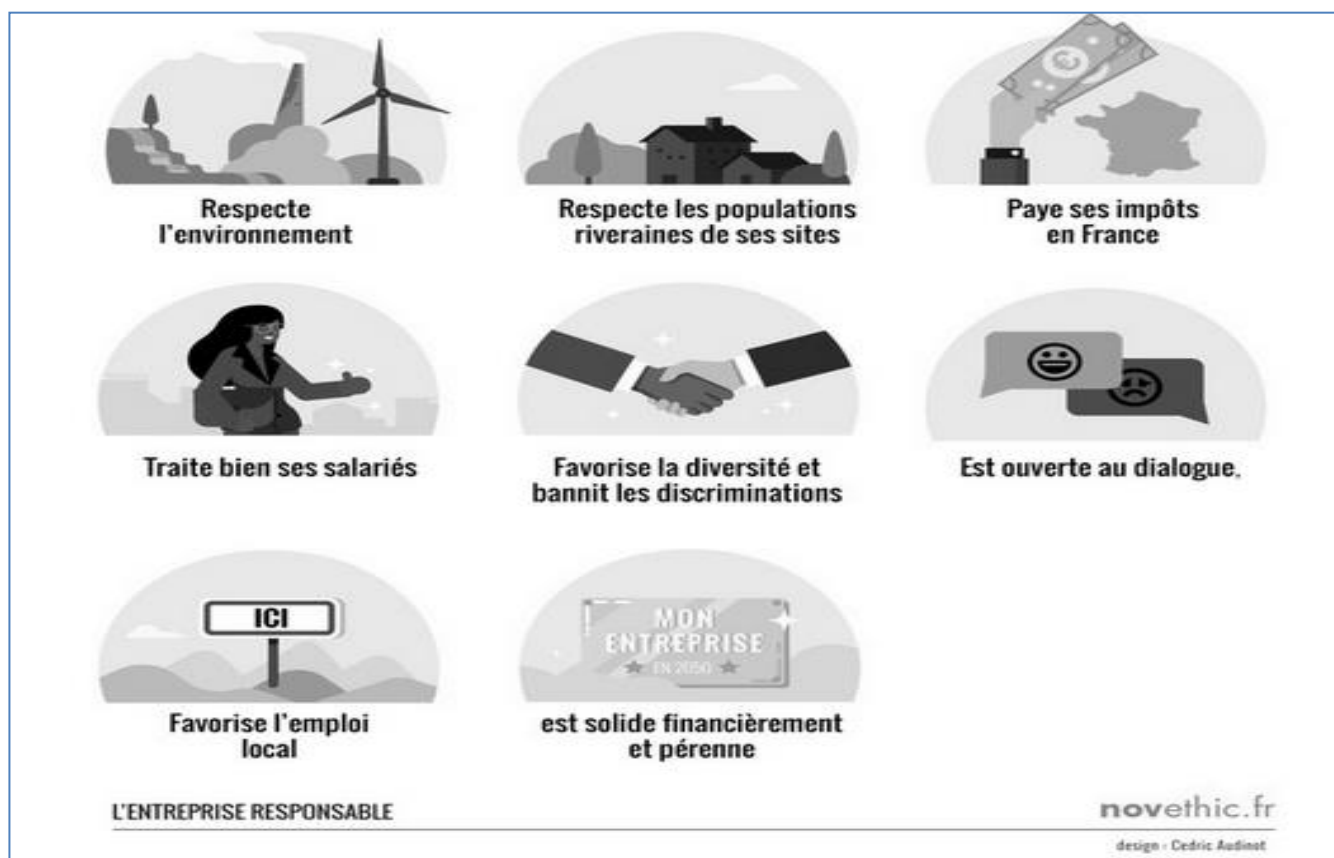 Respecte
l'environnement
Respecte les populations
riveraines de ses sites
Paye ses impôts
en France
Traite bien ses salariés
Favorise la diversité et
bannit les discriminations
Est ouverte au dialogue.
ICI
Favorise l'emploi
local
MON
ENTREPRISE
EN 2050
est solide financièrement
et pérenne
L'ENTREPRISE RESPONSABLE
novethic.fr
design - Cedric Audinot